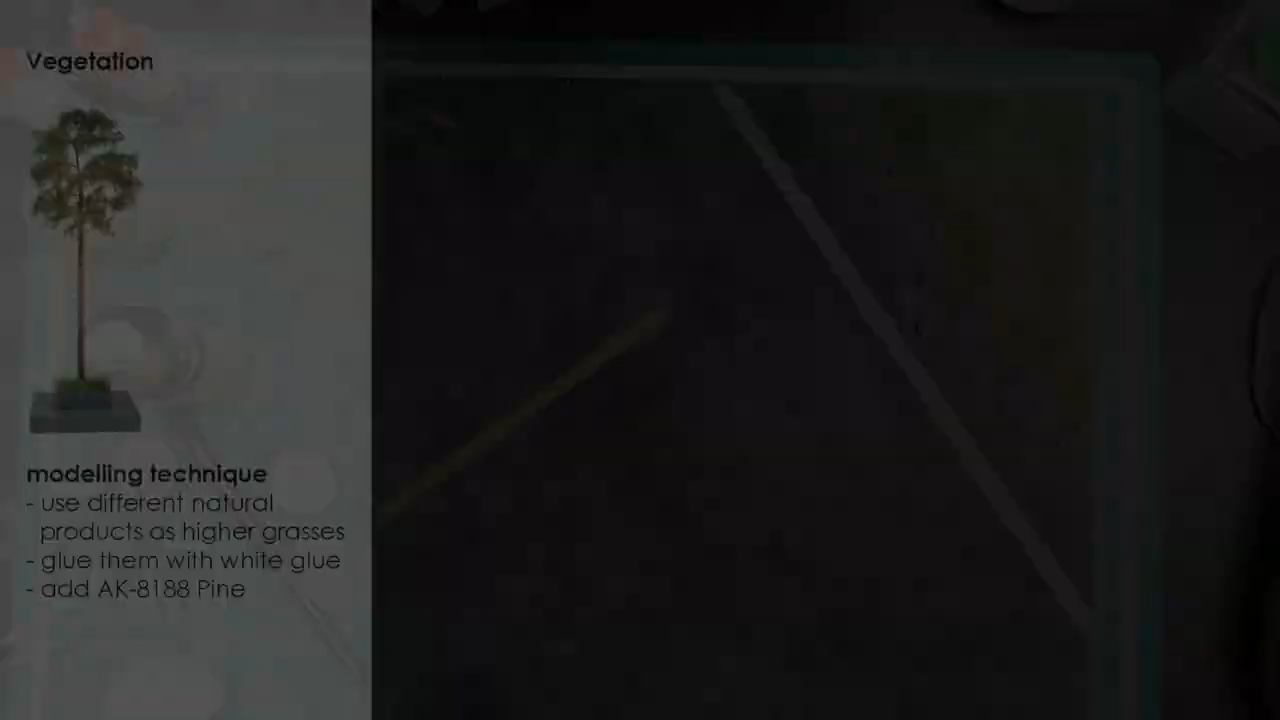 Vegetation
modelling technique
- use different natural
products as higher grasses
- glue them with white glue
- add AK-8188 Pine